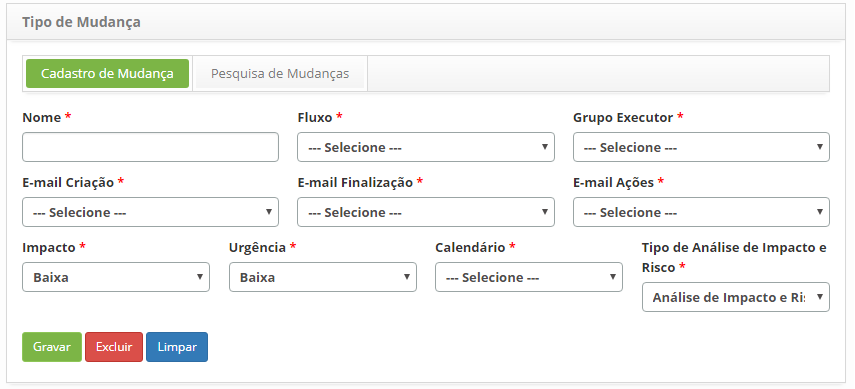 Tipo de Mudança
Cadastro de Mudança Pesquisa de Mudanças
Nome * Fluxo * Grupo Executor *
--- Selecione --- --- Selecione ---
E-mail Criação * E-mail Finalização * E-mail Ações *
--- Selecione --- --- Selecione --- --- Selecione ---
Impacto * Urgência * Calendário * Tipo de Análise de Impacto e
Risco *
Baixa Baixa --- Selecione ---
Análise de Impacto e Ri
Gravar Excluir Limpar